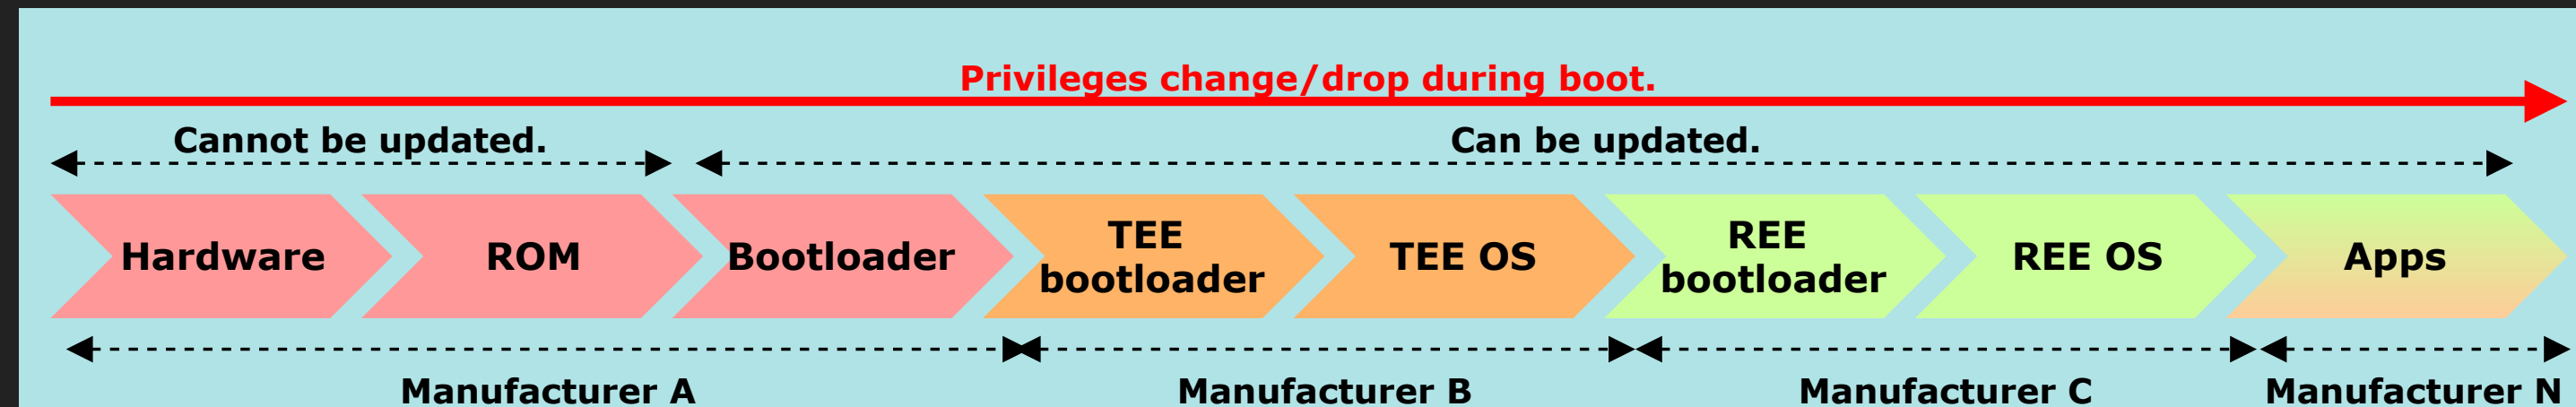 Privileges change/drop during boot.
Cannot be updated.
Can be updated.
Hardware
ROM
Bootloader
TEE
bootloader
TEE OS
REE
bootloader
REE OS
Apps
Manufacturer A
Manufacturer B
Manufacturer C
Manufacturer N